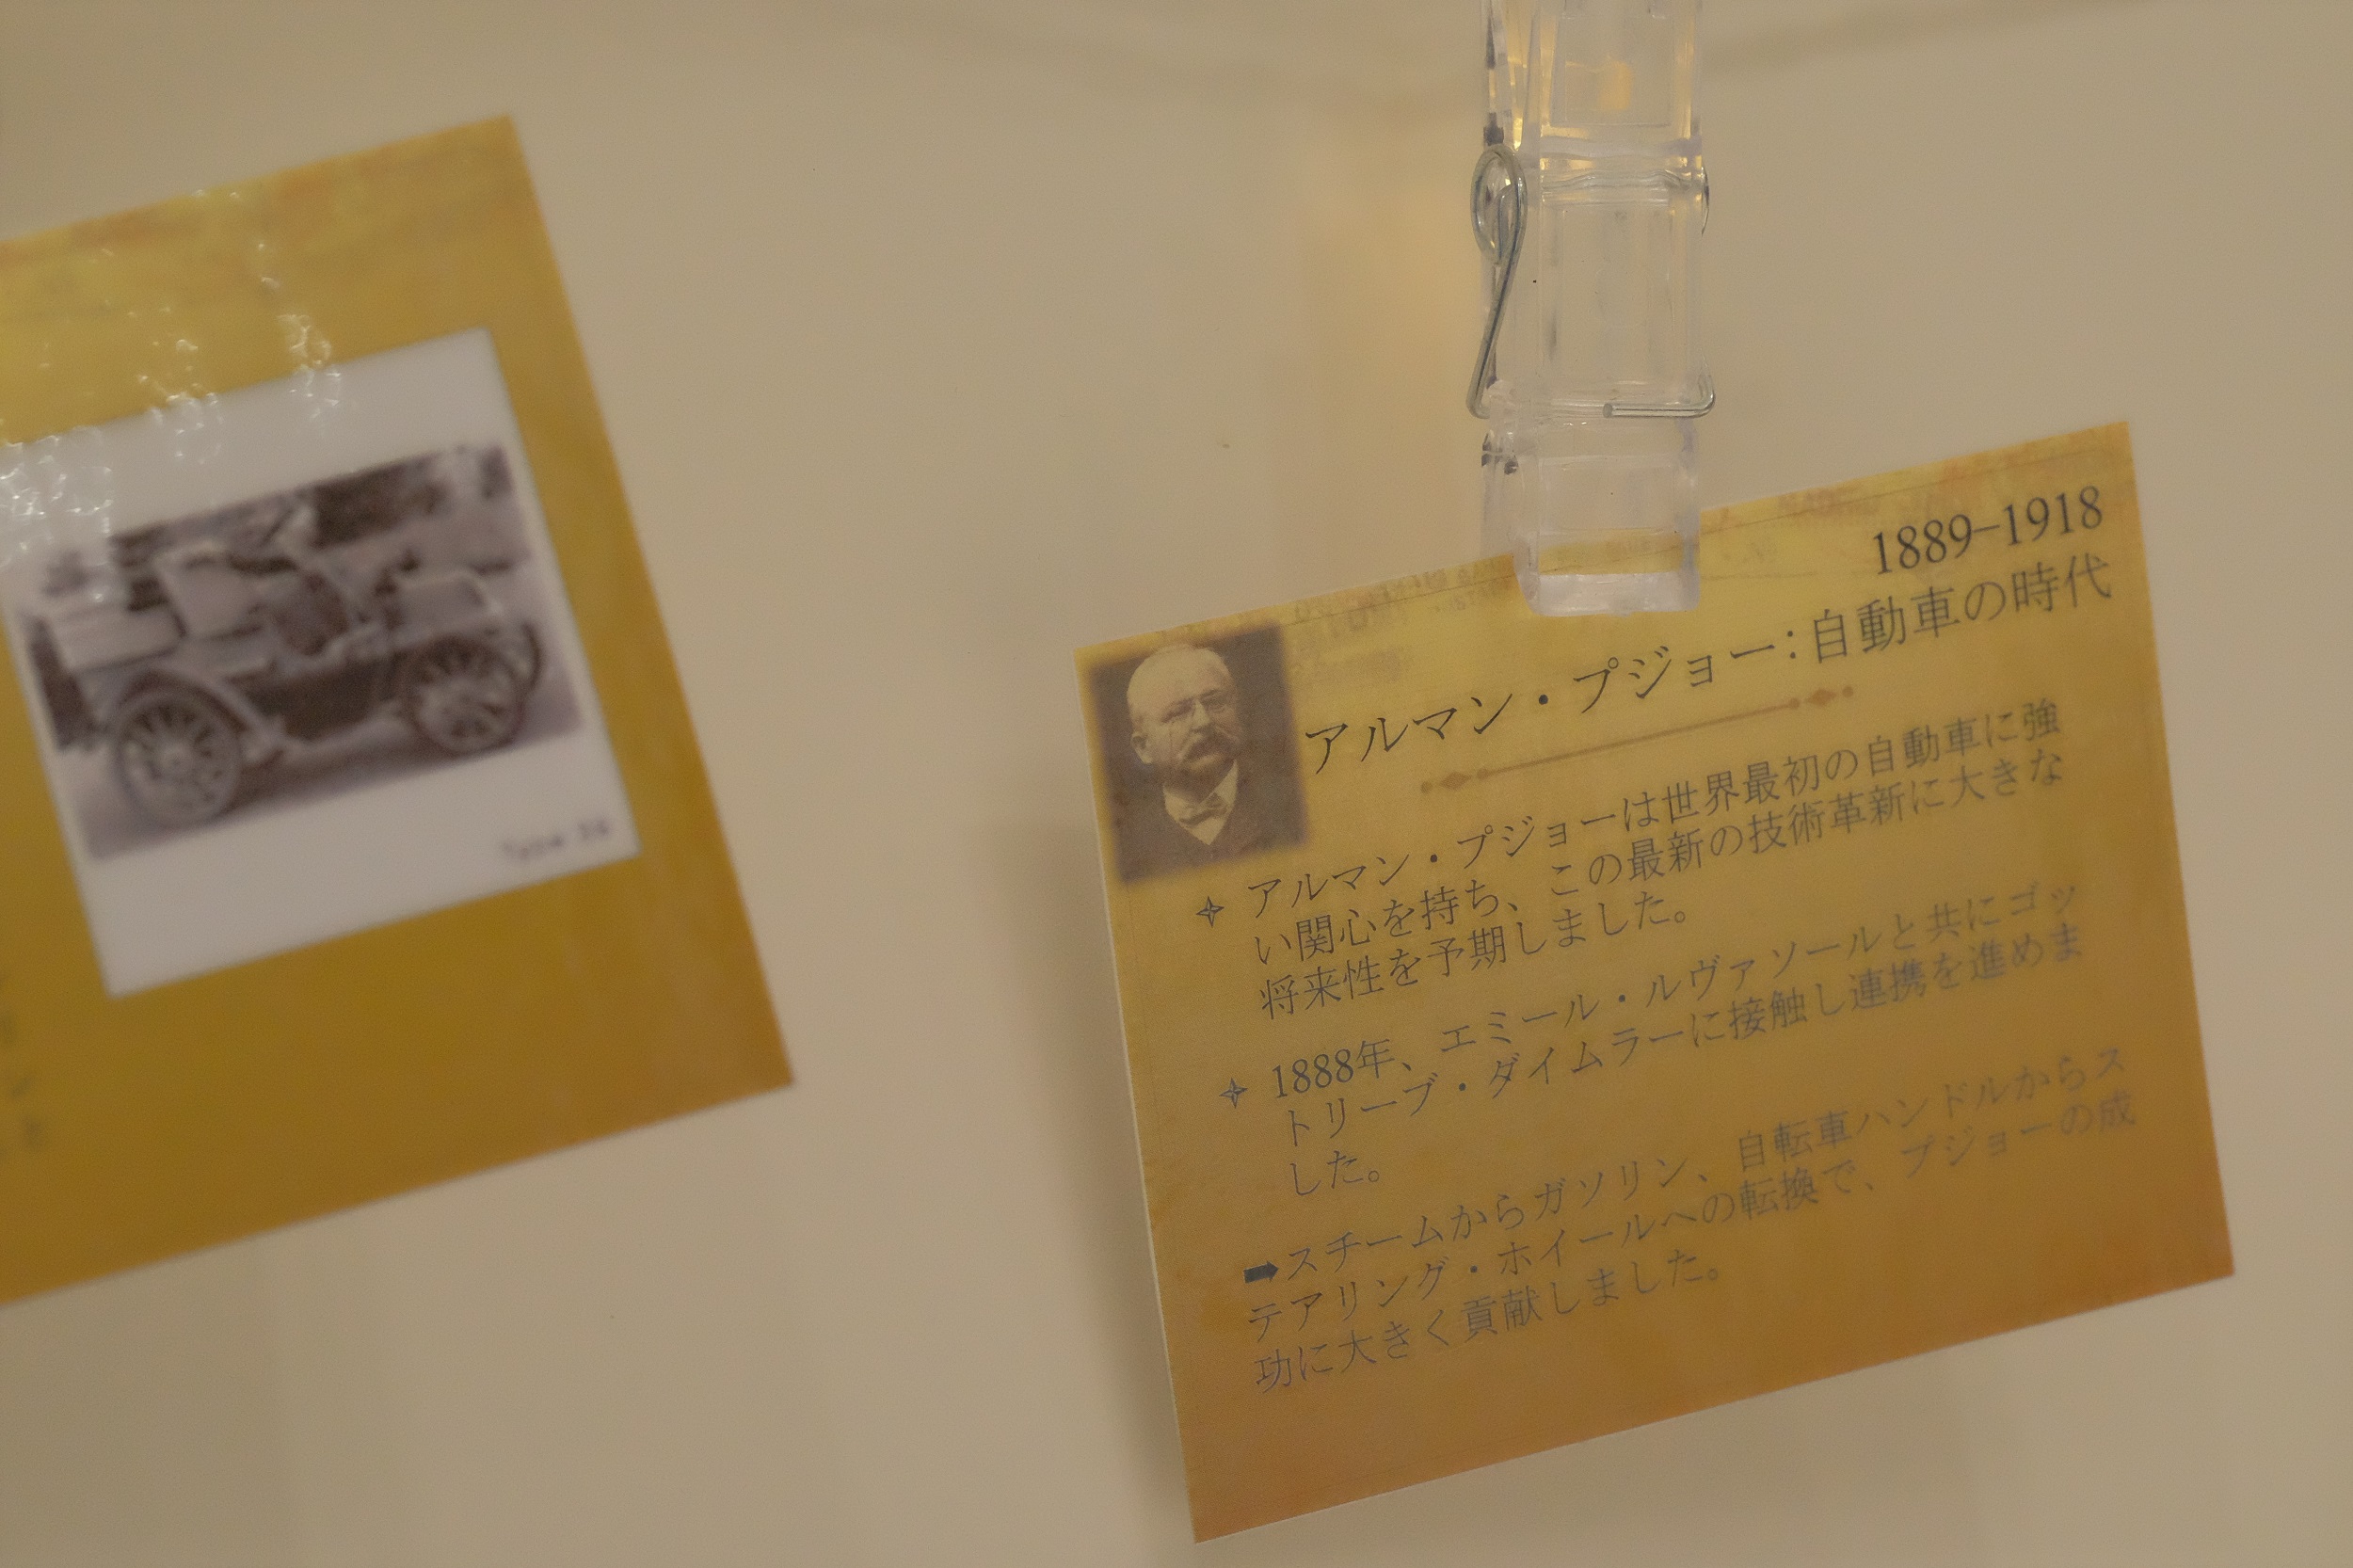 1889–1918
アルマン・プジョー:自動車の時代
アルマン・プジョーは世界最初の自動車に強
い関心を持ち、この最新の技術革新に大きな
将来性を予期しました。
1888年、エミール・ルヴァソールと共にゴッ
トリーブ・ダイムラーに接触し連携を進めま
した。
➡スチームからガソリン、自転車ハンドルからス
テアリング・ホイールへの転換で、プジョーの成
功に大きく貢献しました。
Type